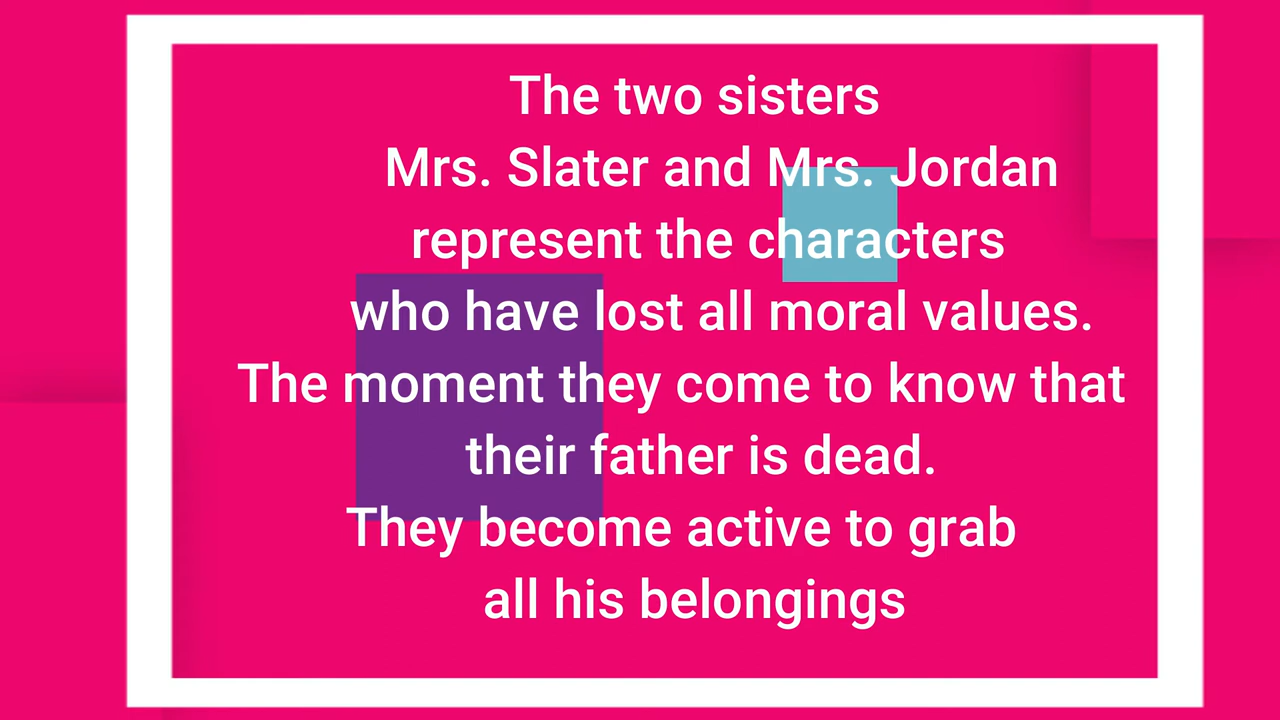 The two sisters
Mrs. Slater and Mrs. Jordan
represent the characters
who have lost all moral values.
The moment they come to know that
their father is dead.
They become active to grab
all his belongings